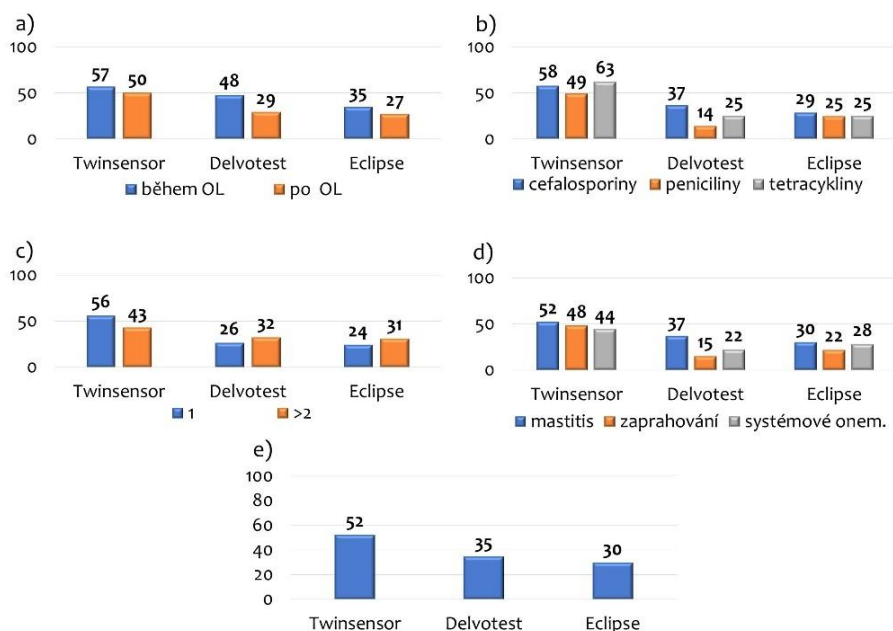 a)
100
50
0
57 50 48 29 35 27
Twinsensor Delvotest Eclipse
během OL po OL
b)
100
50
0
58 49 63 37 14 25 29 25 25
Twinsensor Delvotest Eclipse
cefalosporiny peniciliny tetracykliny
c)
100
50
0
56 43 26 32 24 31
Twinsensor Delvotest Eclipse
1 >2
d)
100
50
0
52 48 44 37 15 22 30 22 28
Twinsensor Delvotest Eclipse
mastitis zaprahování systémové onem.
e)
100
80
60
40
20
0
52 35 30
Twinsensor Delvotest Eclipse